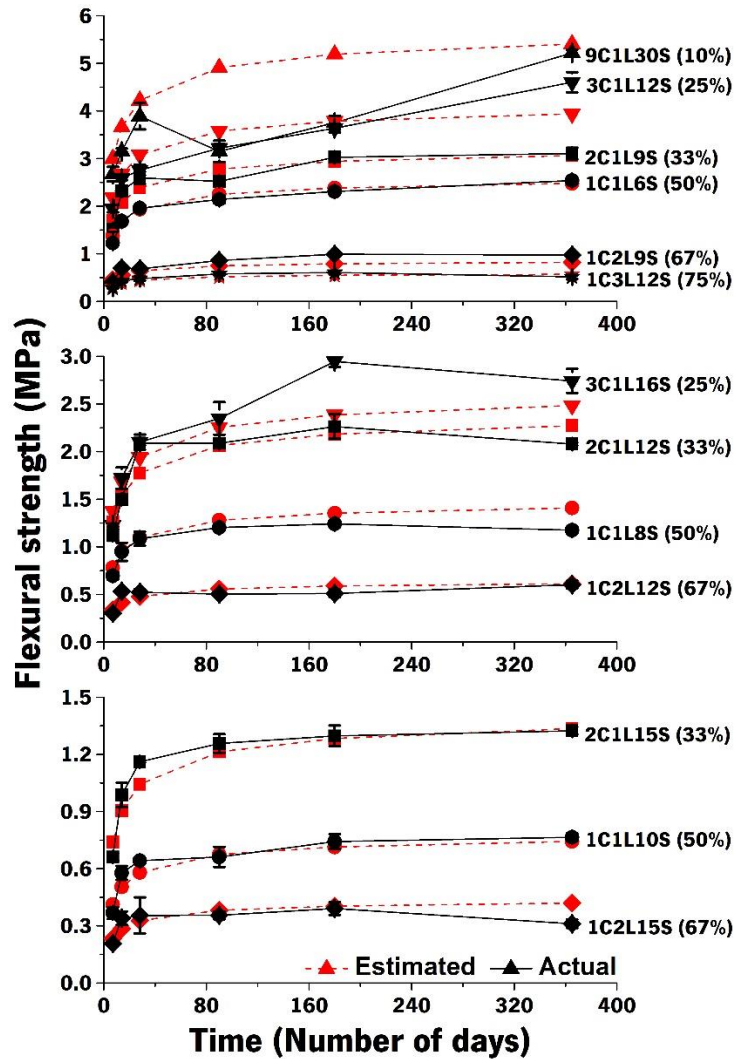 6
9C1L30S (10%)
5
3C1L12S (25%)
4
3
2C1L9S (33%)
1C1L6S (50%)
2
1
1C2L9S (67%)
1C3L12S (75%)
0
0 80 160 240 320 400
3.0
3C1L16S (25%)
2.5
2C1L12S (33%)
2.0
1.5
1C1L8S (50%)
1.0
1C2L12S (67%)
0.5
0.0
0 80 160 240 320 400
Flexural strength (MPa)
1.5
2C1L15S (33%)
1.2
0.9
1C1L10S (50%)
0.6
0.3
1C2L15S (67%)
Estimated Actual
0.0
0 80 160 240 320 400
Time (Number of days)